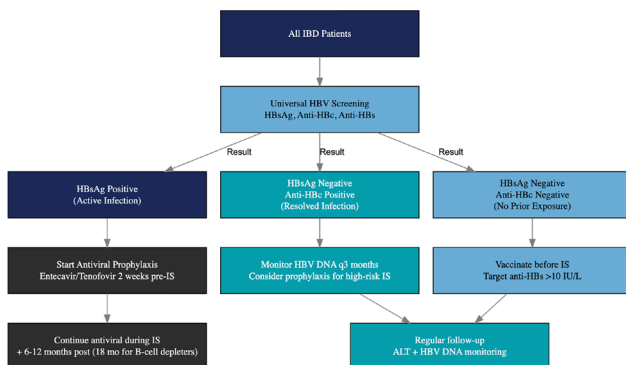 All IBD Patients
Universal HBV Screening
HBsAg, Anti-HBc, Anti-HBs
Result
Result
Result
HBsAg Positive
(Active Infection)
HBsAg Negative
Anti-HBc Positive
(Resolved Infection)
HBsAg Negative
Anti-HBc Negative
(No Prior Exposure)
Start Antiviral Prophylaxis
Entecavir/Tenofovir 2 weeks pre-IS
Monitor HBV DNA q3 months
Consider prophylaxis for high-risk IS
Vaccinate before IS
Target anti-HBs >10 IU/L
Continue antiviral during IS
+ 6-12 months post (18 mo for B-cell depleters)
Regular follow-up
ALT + HBV DNA monitoring